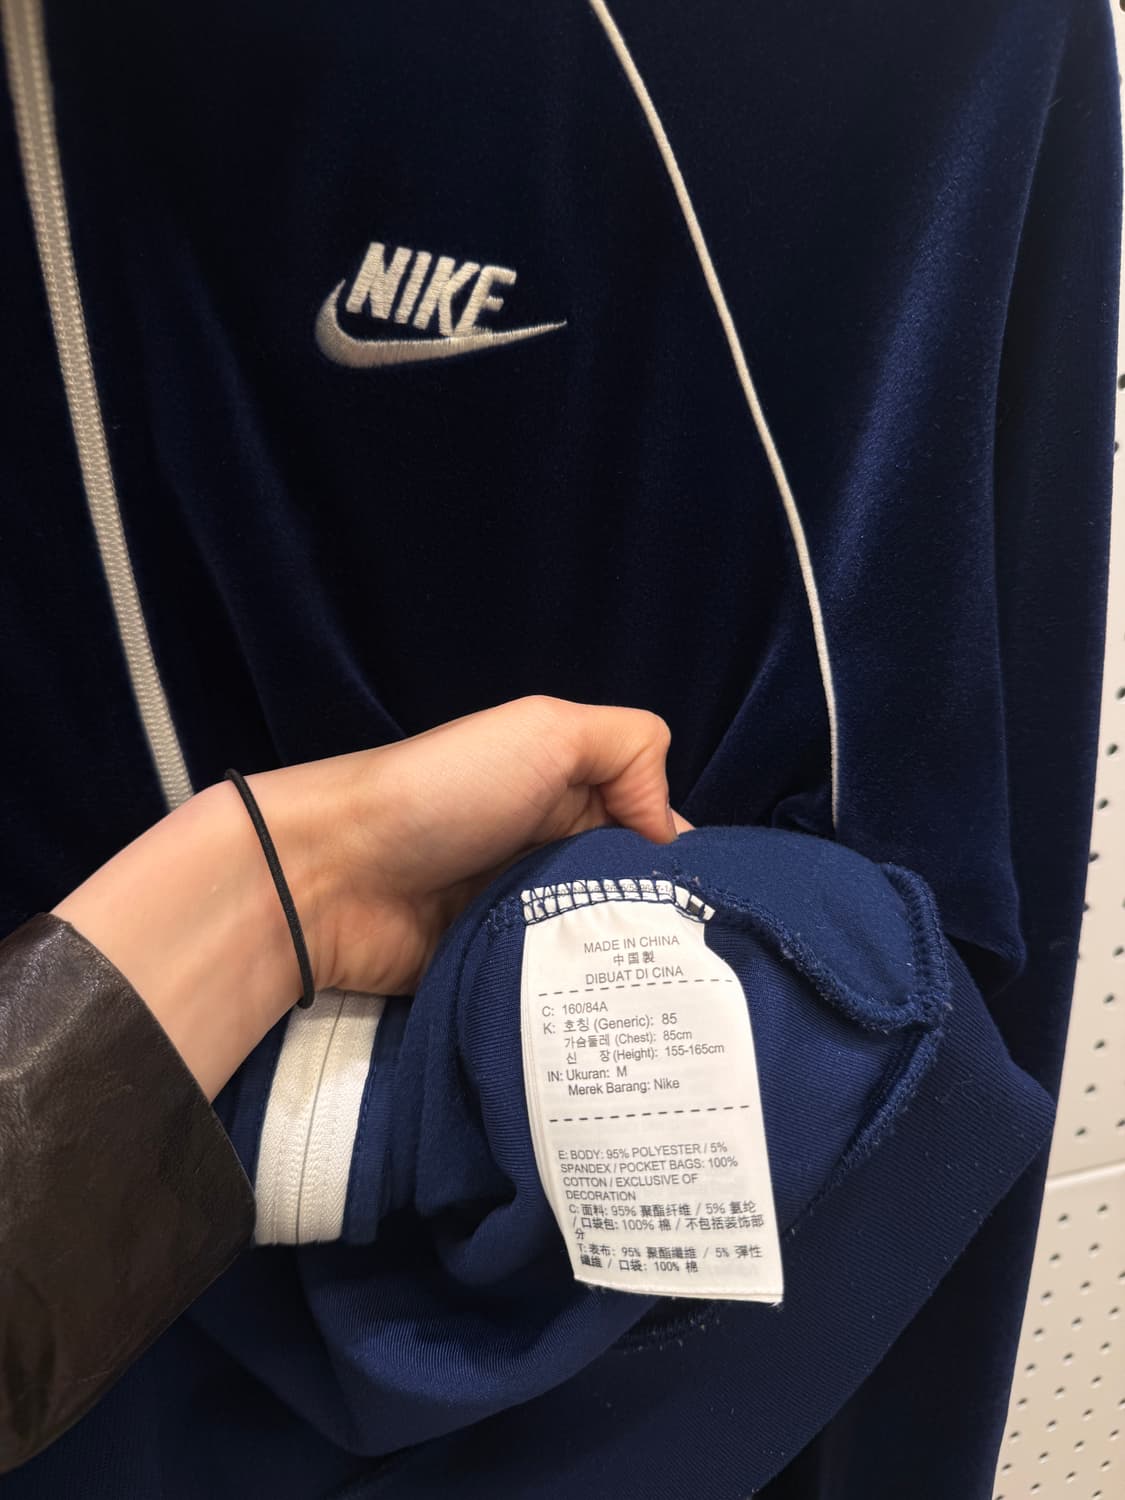 NIKE
MADE IN CHINA
中国製
DIBUAT DI CINA
C: 160/84A
K: 호칭 (Generic): 85
가슴둘레 (Chest): 85cm
신 장 (Height): 155-165cm
IN: Ukuran: M
Merek Barang: Nike
E: BODY: 95% POLYESTER / 5%
SPANDEX / POCKET BAGS: 100%
COTTON / EXCLUSIVE OF
DECORATION
C: 面料: 95% 聚酯纤维 / 5% 氨纶
/ 口袋包: 100% 棉 / 不包括装饰部
分
T: 表布: 95% 聚酯纖維 / 5% 彈性
纖維 / 口袋: 100% 棉